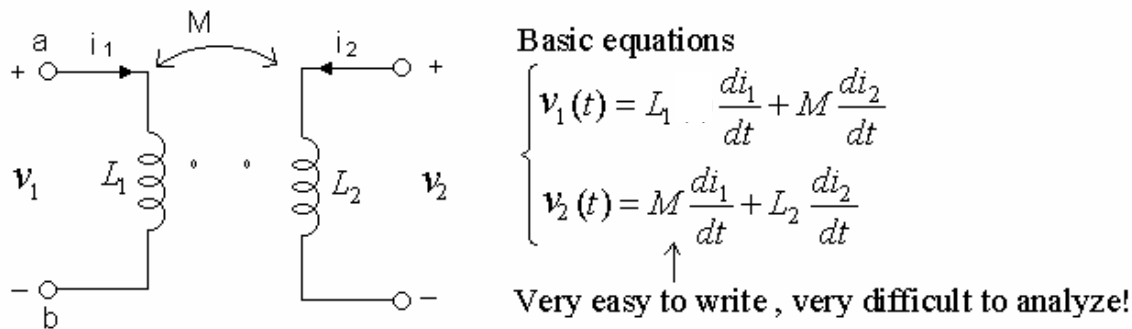 M
a i₁ i₂
+ +
v₁ L₁ L₂ v₂
− −
b
Basic equations
v₁(t) = L₁ di₁/dt + M di₂/dt
v₂(t) = M di₁/dt + L₂ di₂/dt
Very easy to write , very difficult to analyze!